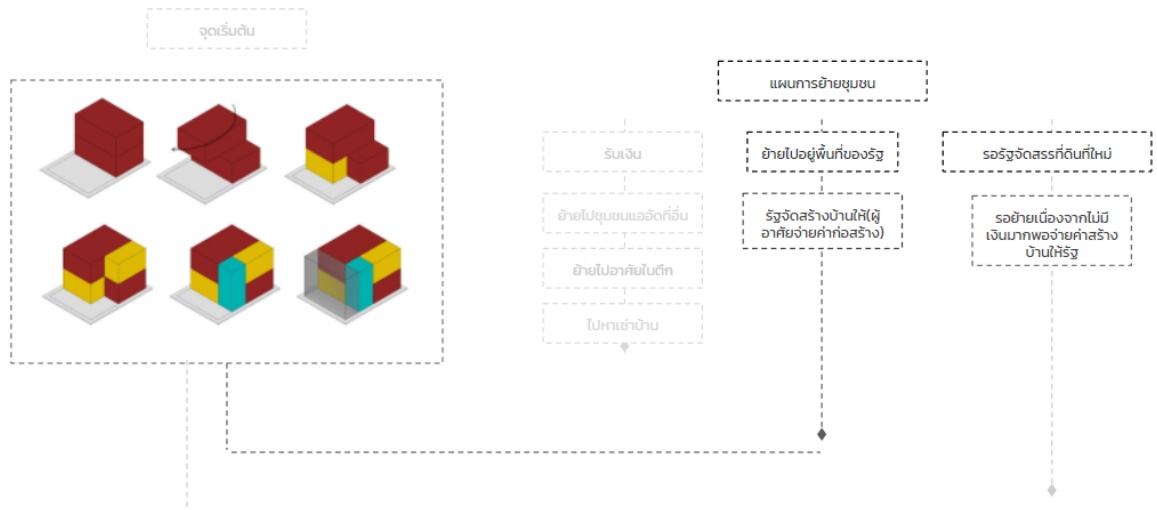 จุดเริ่มต้น
แผนการย้ายชุมชน
รับเงิน
ย้ายไปชุมชนแออัดที่อื่น
ย้ายไปอาศัยในตึก
ไปหาเช่าบ้าน
ย้ายไปอยู่พื้นที่ของรัฐ
รัฐจัดสร้างบ้านให้(ผู้
อาศัยจ่ายค่าก่อสร้าง)
รอรัฐจัดสรรที่ดินที่ใหม่
รอย้ายเนื่องจากไม่มี
เงินมากพอจ่ายค่าสร้าง
บ้านให้รัฐ